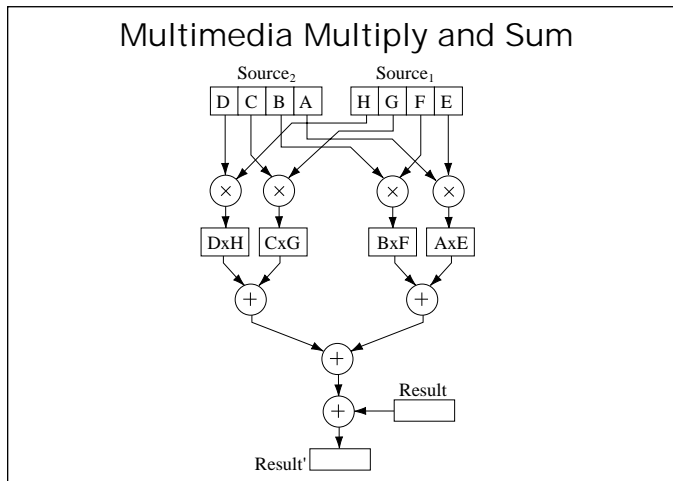 Multimedia Multiply and Sum
Source₂ Source₁
D C B A H G F E
× × × ×
DxH CxG BxF AxE
+ +
+
Result
+
Result'